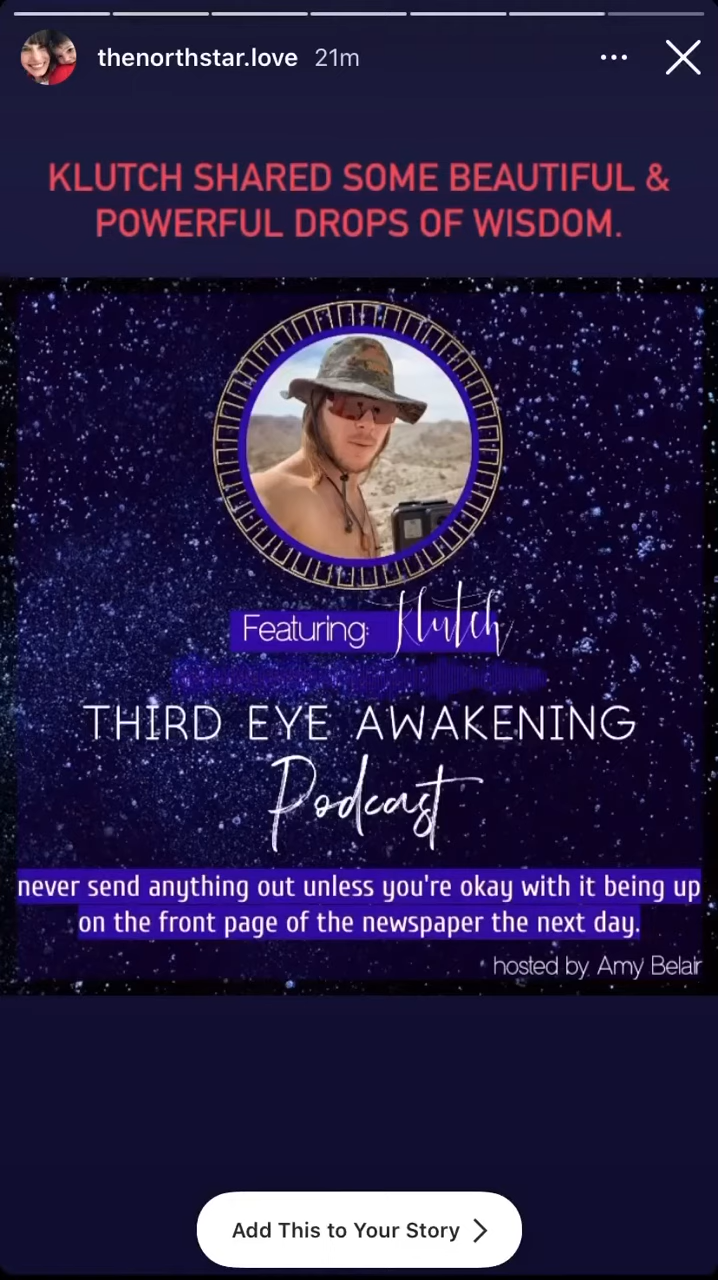 thenorthstar.love 21m
KLUTCH SHARED SOME BEAUTIFUL &
POWERFUL DROPS OF WISDOM.
Featuring: Klutch
THIRD EYE AWAKENING
Podcast
never send anything out unless you're okay with it being up
on the front page of the newspaper the next day.
hosted by Amy Belair
Add This to Your Story